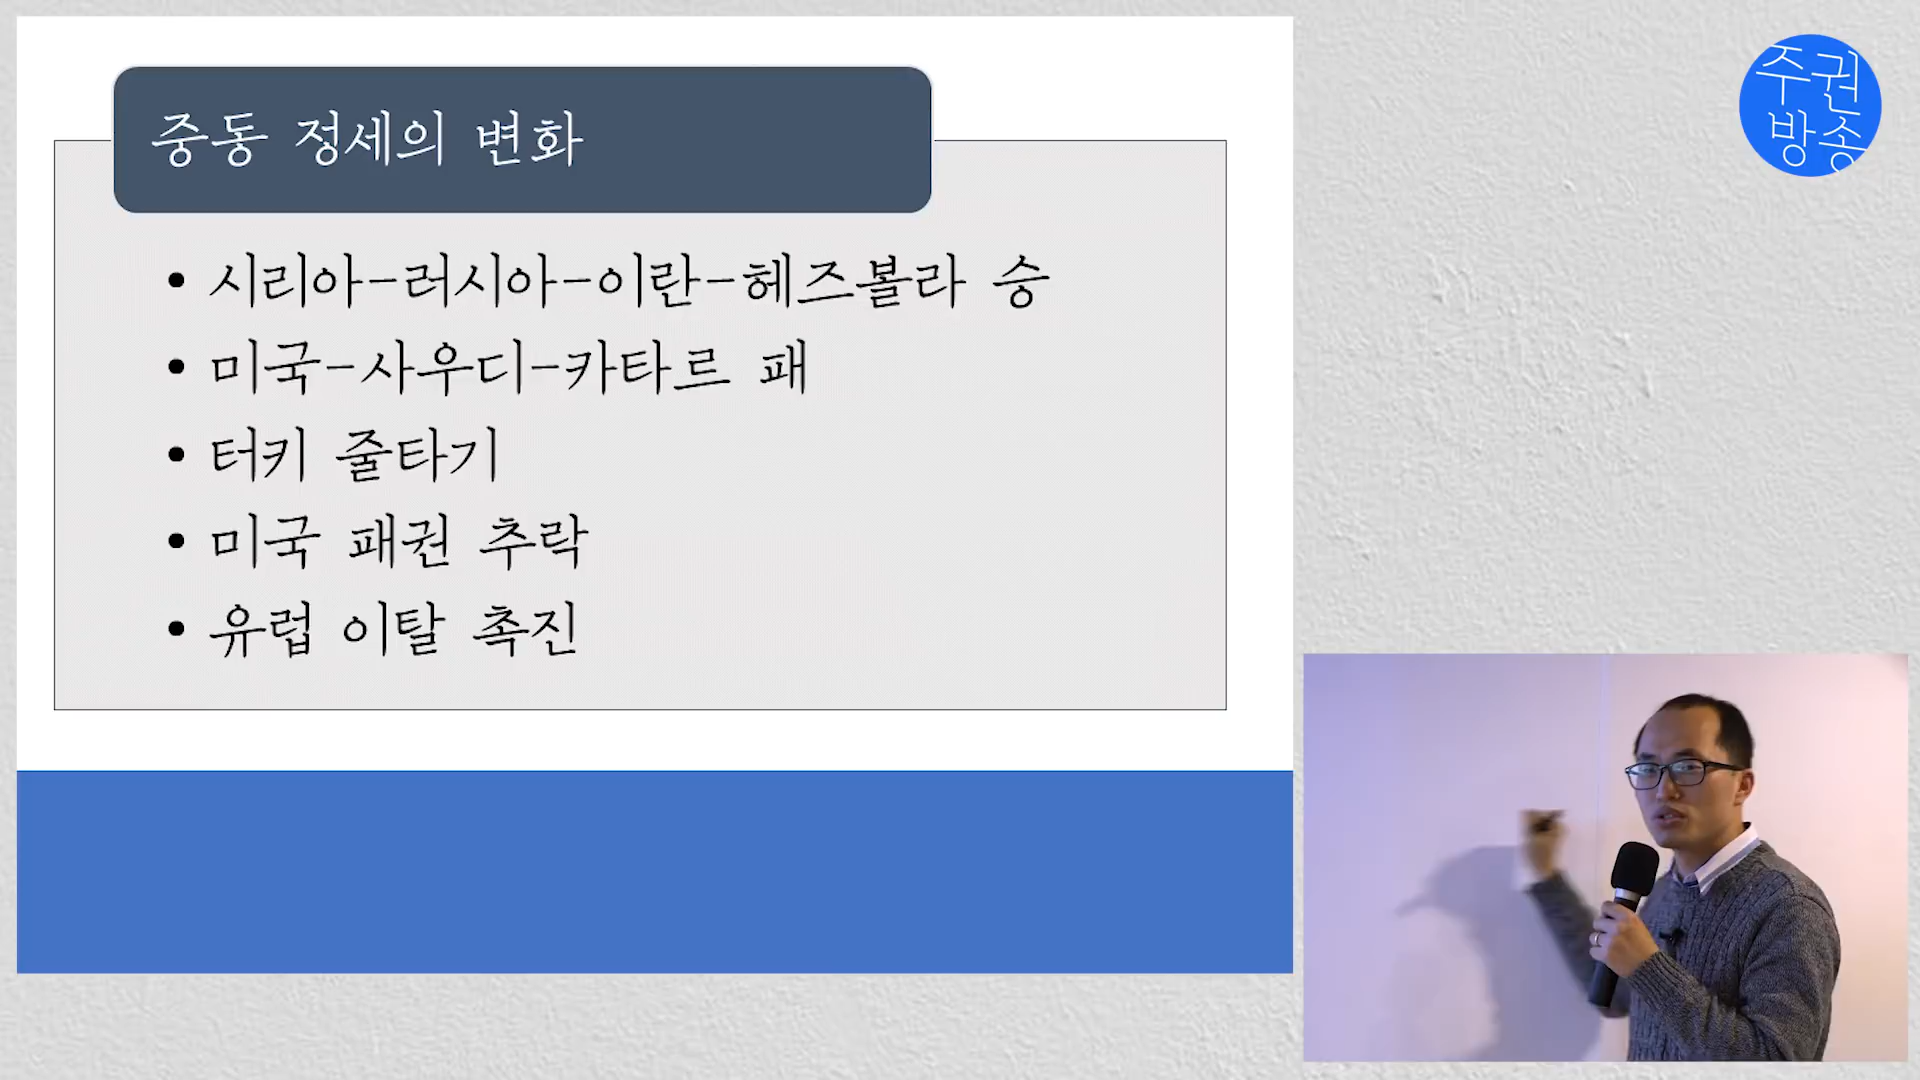 중동 정세의 변화
• 시리아-러시아-이란-헤즈볼라 승
• 미국-사우디-카타르 패
• 터키 줄타기
• 미국 패권 추락
• 유럽 이탈 촉진
주권
방송